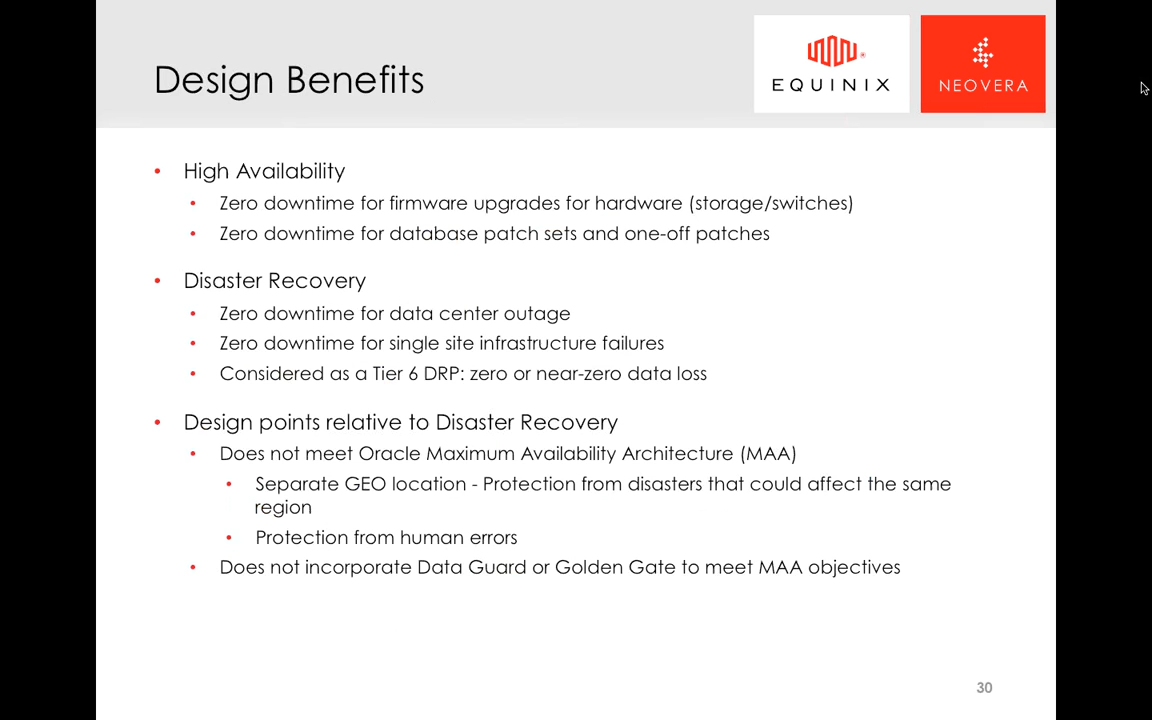 Design Benefits
EQUINIX
NEOVERA
• High Availability
• Zero downtime for firmware upgrades for hardware (storage/switches)
• Zero downtime for database patch sets and one-off patches
• Disaster Recovery
• Zero downtime for data center outage
• Zero downtime for single site infrastructure failures
• Considered as a Tier 6 DRP: zero or near-zero data loss
• Design points relative to Disaster Recovery
• Does not meet Oracle Maximum Availability Architecture (MAA)
• Separate GEO location - Protection from disasters that could affect the same
region
• Protection from human errors
• Does not incorporate Data Guard or Golden Gate to meet MAA objectives
30